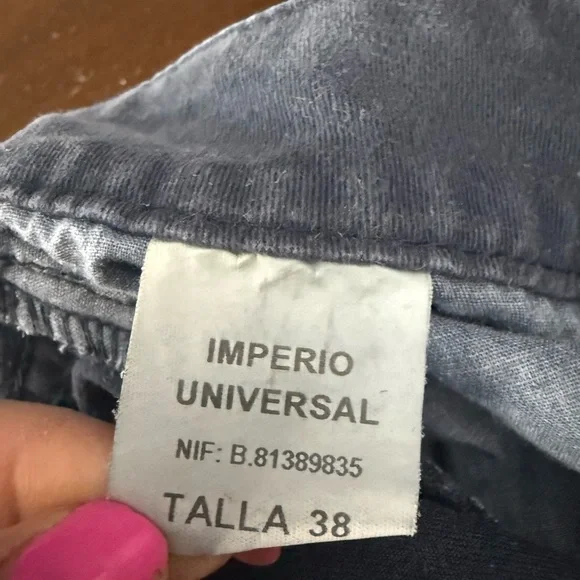 IMPERIO
UNIVERSAL
NIF: B.81389835
TALLA 38